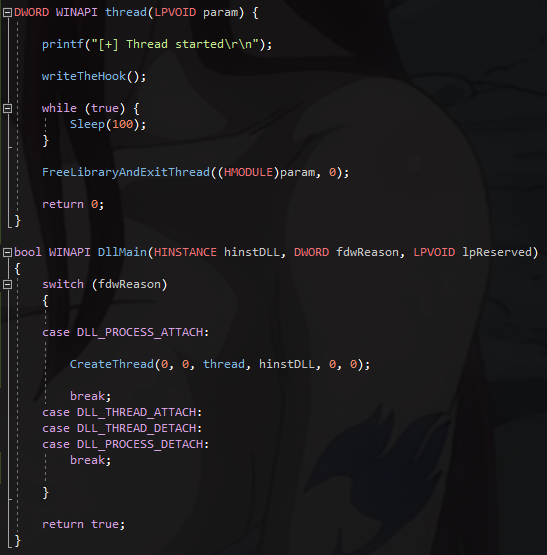 DWORD WINAPI thread(LPVOID param) {
printf("[+] Thread started\r\n");
writeTheHook();
while (true) {
Sleep(100);
}
FreeLibraryAndExitThread((HMODULE)param, 0);
return 0;
}
bool WINAPI DllMain(HINSTANCE hinstDLL, DWORD fdwReason, LPVOID lpReserved)
{
switch (fdwReason)
{
case DLL_PROCESS_ATTACH:
CreateThread(0, 0, thread, hinstDLL, 0, 0);
break;
case DLL_THREAD_ATTACH:
case DLL_THREAD_DETACH:
case DLL_PROCESS_DETACH:
break;
}
return true;
}